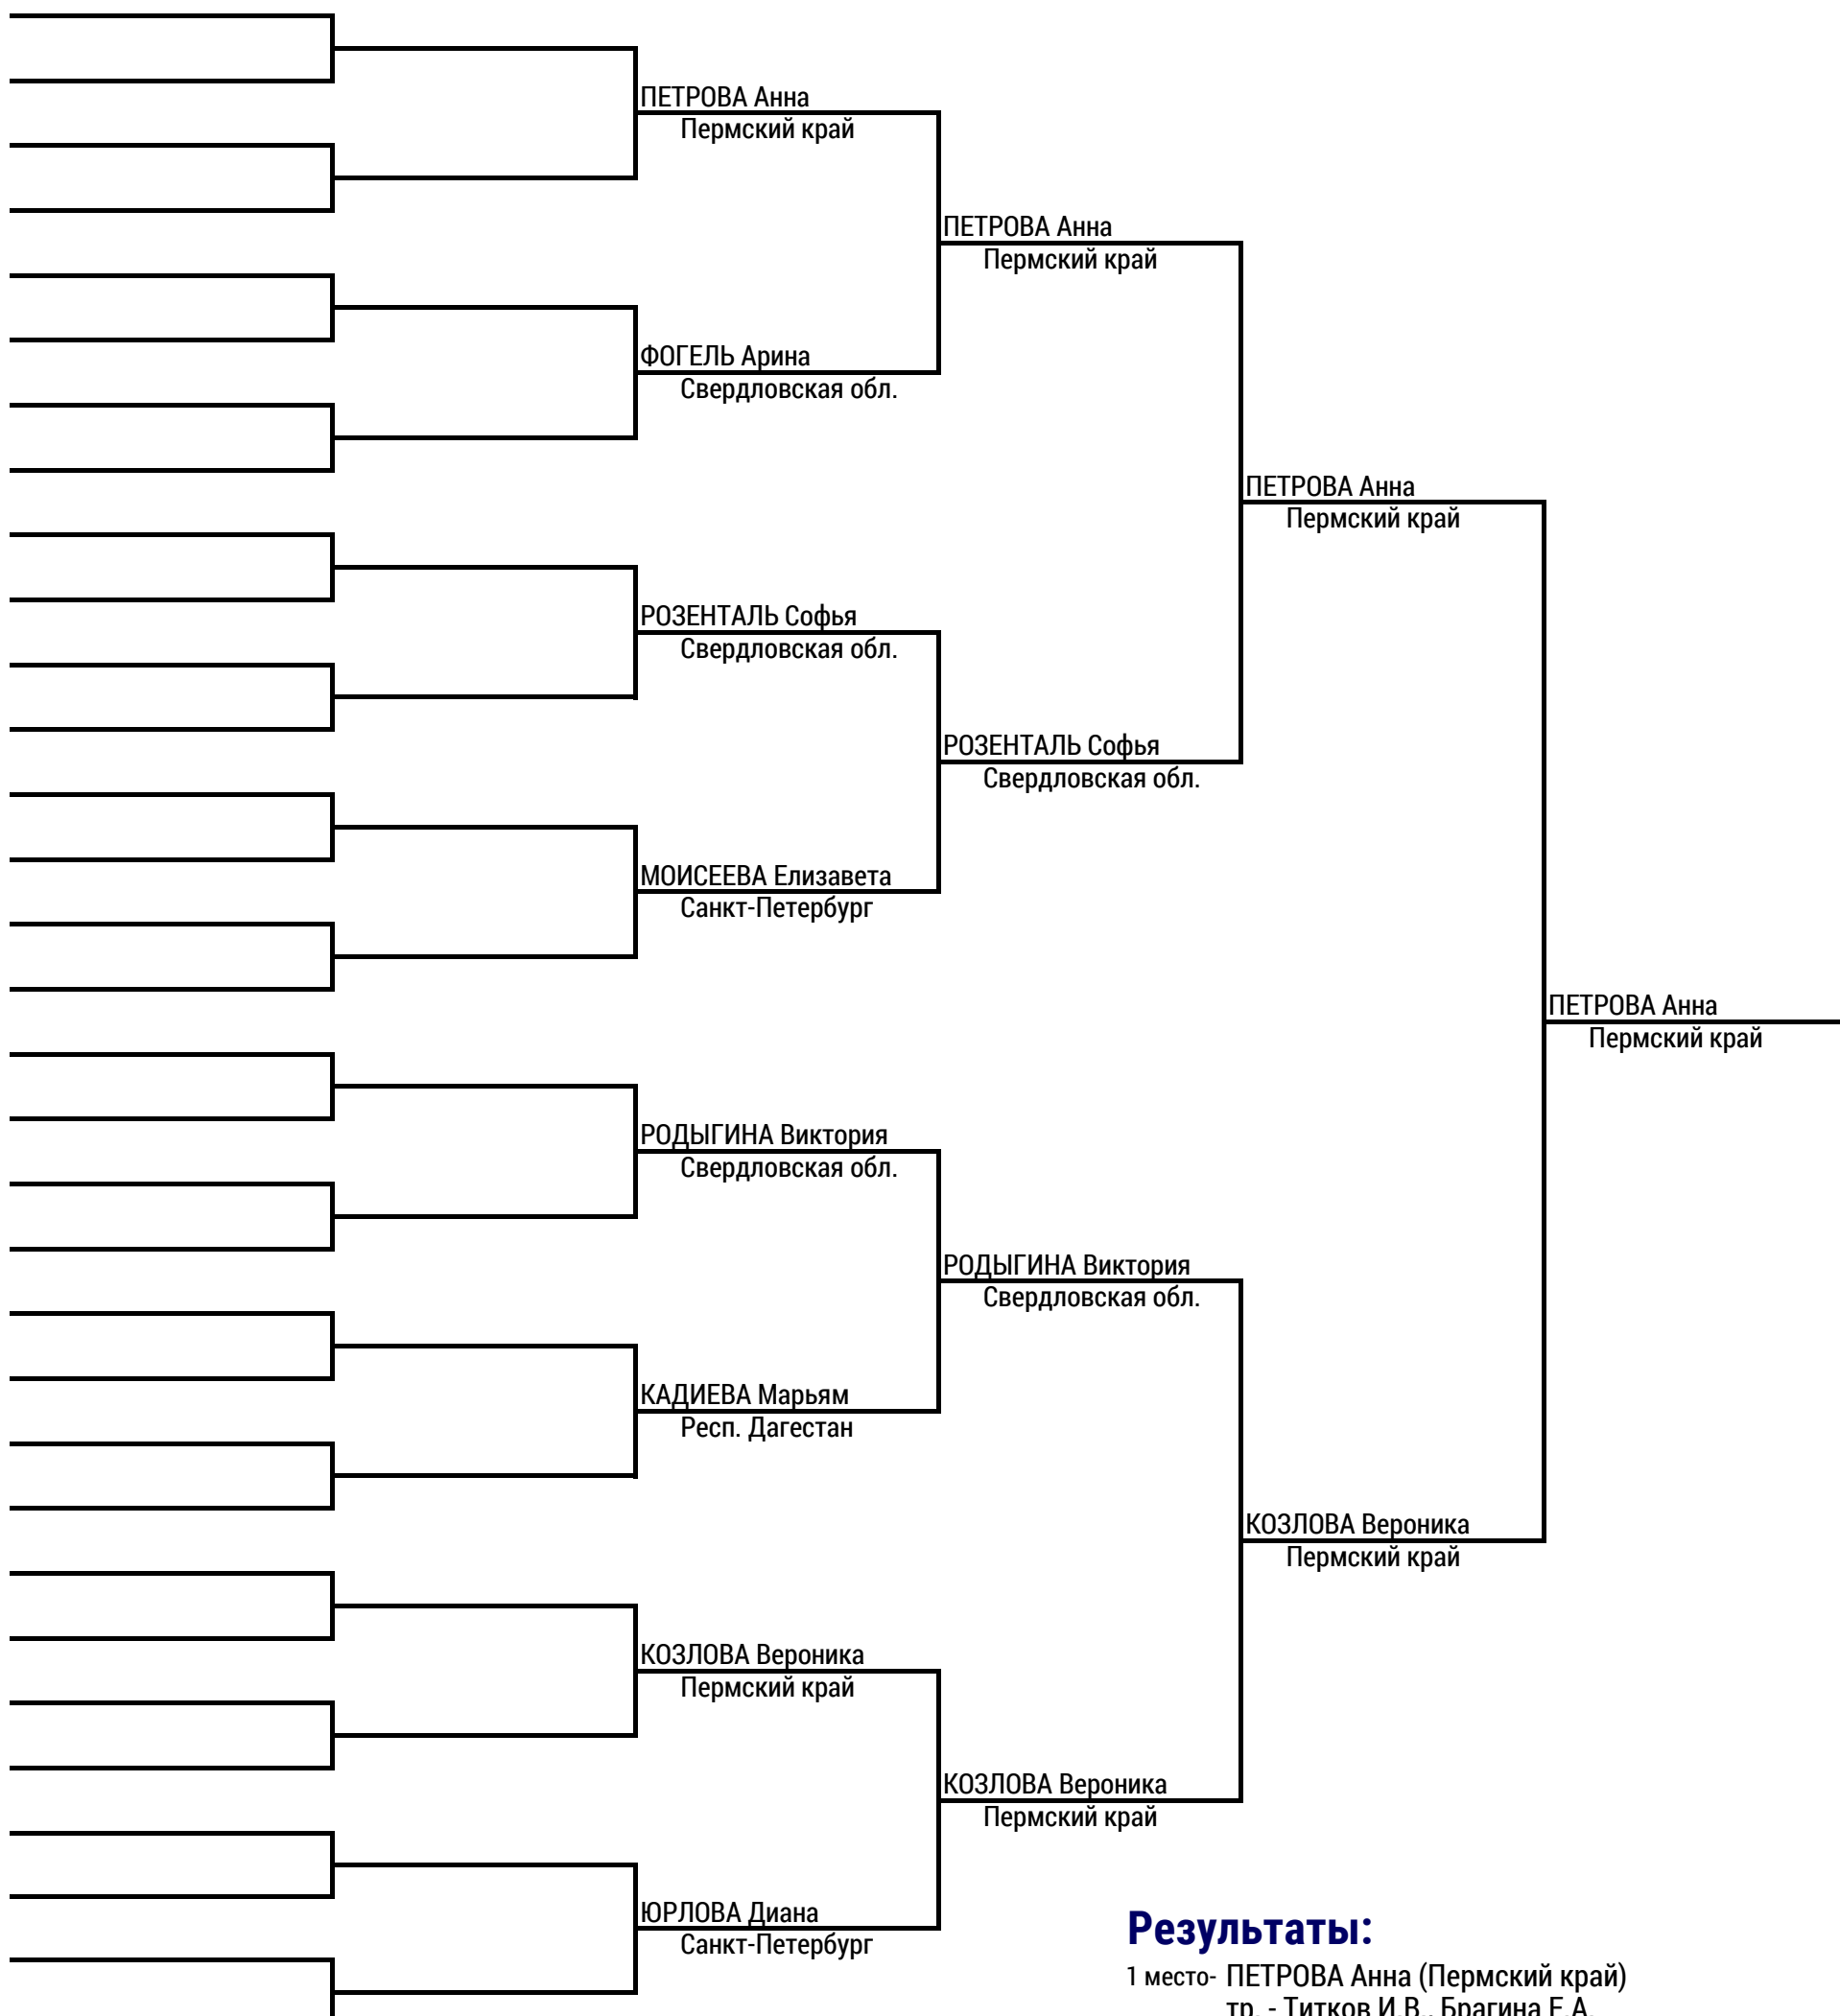 ПЕТРОВА Анна
Пермский край
ПЕТРОВА Анна
Пермский край
ФОГЕЛЬ Арина
Свердловская обл.
ПЕТРОВА Анна
Пермский край
РОЗЕНТАЛЬ Софья
Свердловская обл.
РОЗЕНТАЛЬ Софья
Свердловская обл.
МОИСЕЕВА Елизавета
Санкт-Петербург
ПЕТРОВА Анна
Пермский край
РОДЫГИНА Виктория
Свердловская обл.
РОДЫГИНА Виктория
Свердловская обл.
КАДИЕВА Марьям
Респ. Дагестан
КОЗЛОВА Вероника
Пермский край
КОЗЛОВА Вероника
Пермский край
КОЗЛОВА Вероника
Пермский край
ЮРЛОВА Диана
Санкт-Петербург
Результаты:
1 место- ПЕТРОВА Анна (Пермский край)
тр. - Титков И.В., Брагина Е.А.